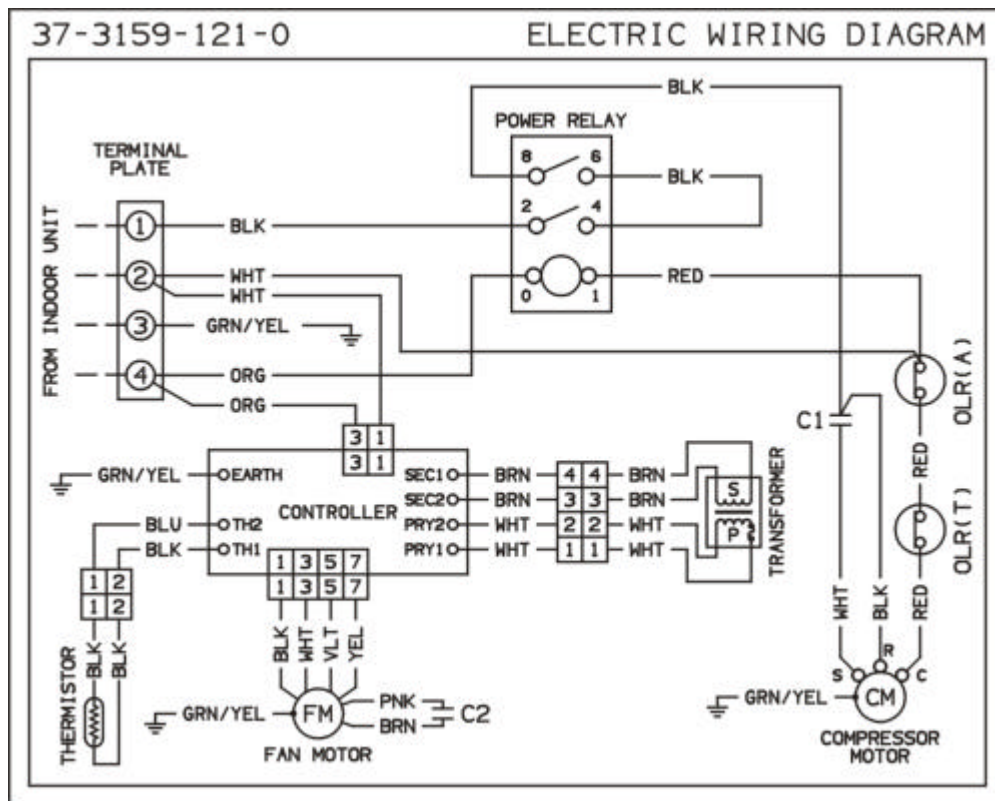 37-3159-121-0
ELECTRIC WIRING DIAGRAM
BLK
POWER RELAY
TERMINAL
PLATE
8 6
BLK
2 4
1
BLK
FROM INDOOR UNIT
2
WHT
WHT
0 1
RED
3
GRN/YEL
4
ORG
ORG
OLR(A)
C1
3 1
3 1
GRN/YEL
EARTH
CONTROLLER
SEC1
BRN
4 4
BRN
SEC2
BRN
3 3
BRN
PRY2
WHT
2 2
WHT
PRY1
WHT
1 1
WHT
S
P
TRANSFORMER
RED
OLR(T)
BLU
TH2
BLK
TH1
1 3 5 7
1 3 5 7
1 2
1 2
BLK
BLK
THERMISTOR
BLK
WHT
VLT
YEL
WHT
BLK
RED
R
S
C
GRN/YEL
FM
PNK
BRN
C2
FAN MOTOR
GRN/YEL
CM
COMPRESSOR
MOTOR